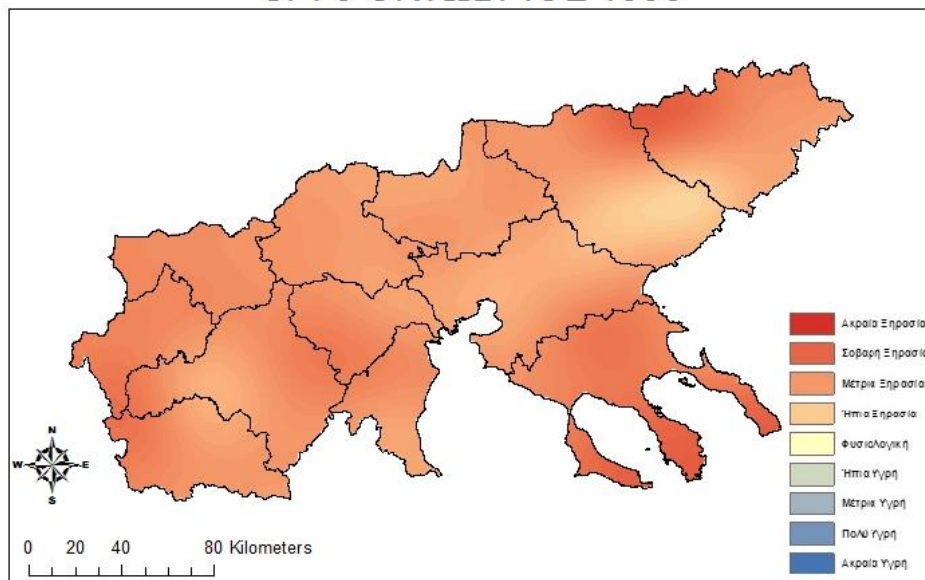 Ακραία Ξηρασία
Σοβαρή Ξηρασία
Μέτρια Ξηρασία
Ήπια Ξηρασία
Φυσιολογική
Ήπια Υγρή
Μέτρια Υγρή
Πολύ Υγρή
Ακραία Υγρή
N
W E
S
0 20 40 80 Kilometers